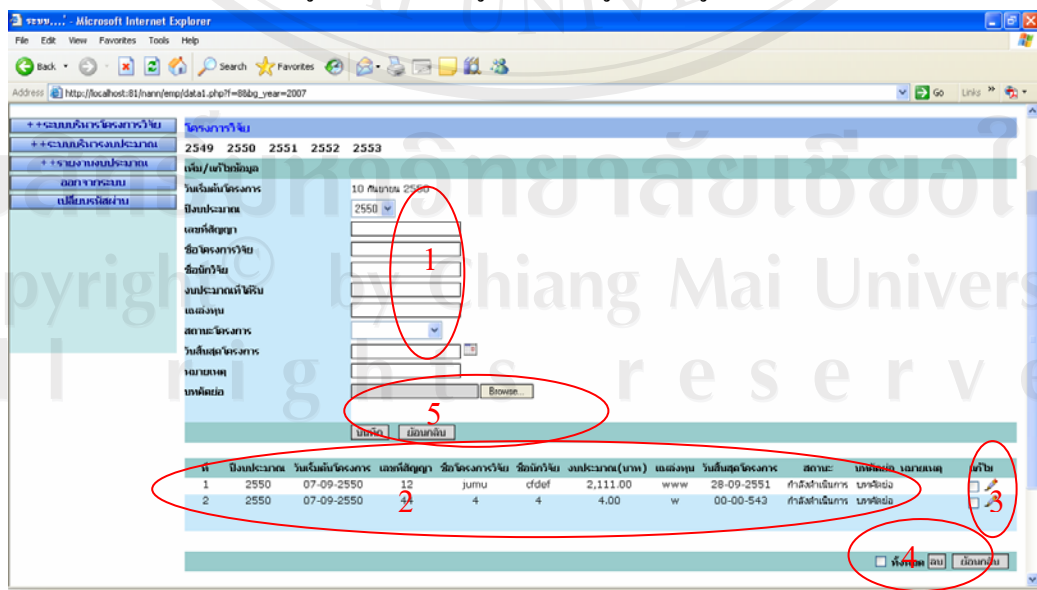 ระบบ...! - Microsoft Internet Explorer
File Edit View Favorites Tools Help
Back Search Favorites
Address http://localhost:81/nann/emp/data1.php?f=8&bg_year=2007 Go Links
++ระบบบริหารโครงการวิจัย
++ระบบบริหารงบประมาณ
++รายงานงบประมาณ
ออกจากระบบ
เปลี่ยนรหัสผ่าน
โครงการวิจัย
2549 2550 2551 2552 2553
เพิ่ม/แก้ไขข้อมูล
วันเริ่มต้นโครงการ 10 กันยายน 2550
ปีงบประมาณ 2550
เลขที่สัญญา
ชื่อโครงการวิจัย
ชื่อนักวิจัย
งบประมาณที่ได้รับ
แหล่งทุน
สถานะโครงการ
วันสิ้นสุดโครงการ
หมายเหตุ
บทคัดย่อ Browse...
1
5
บันทึก ย้อนกลับ
ที่ ปีงบประมาณ วันเริ่มต้นโครงการ เลขที่สัญญา ชื่อโครงการวิจัย ชื่อนักวิจัย งบประมาณ(บาท) แหล่งทุน วันสิ้นสุดโครงการ สถานะ บทคัดย่อ หมายเหตุ แก้ไข
1 2550 07-09-2550 12 jumu cfdef 2,111.00 www 28-09-2551 กำลังดำเนินการ บทคัดย่อ
2 2550 07-09-2550 44 4 4 4.00 w 00-00-543 กำลังดำเนินการ บทคัดย่อ
2
3
4
ทั้งหมด ลบ ย้อนกลับ
by Chiang Mai
rights reserve